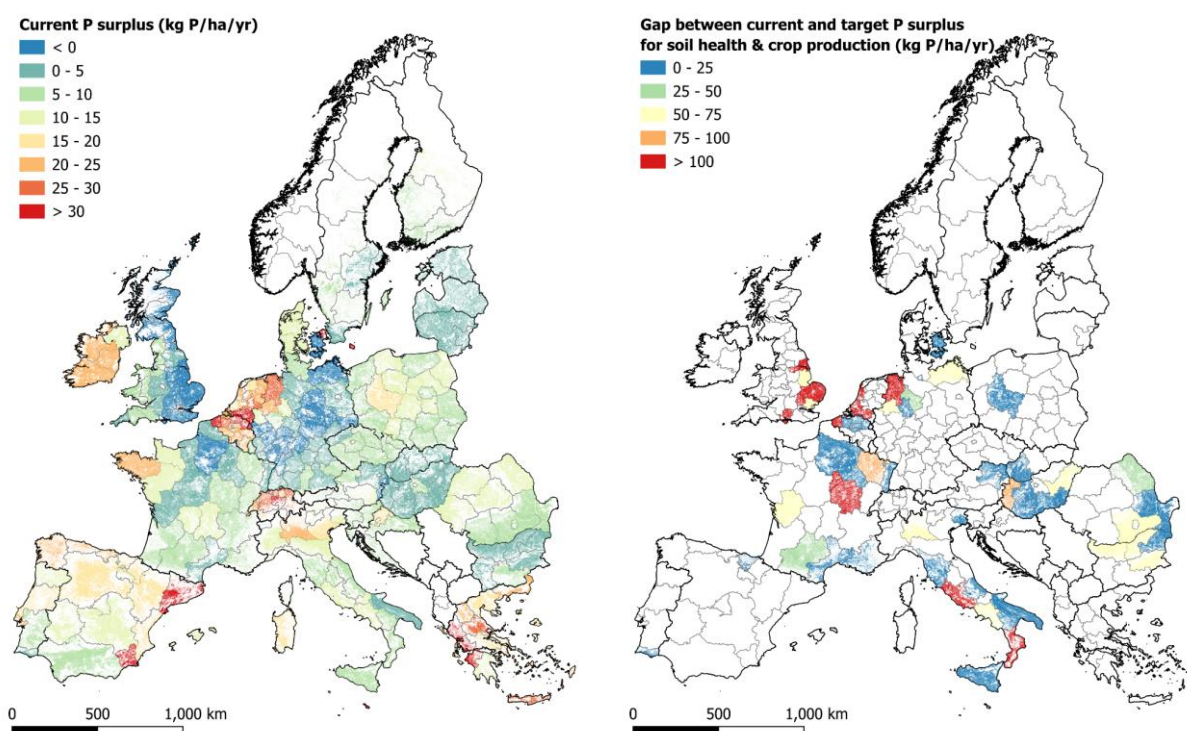 Current P surplus (kg P/ha/yr)
< 0
0 - 5
5 - 10
10 - 15
15 - 20
20 - 25
25 - 30
> 30
0 500 1,000 km
Gap between current and target P surplus
for soil health & crop production (kg P/ha/yr)
0 - 25
25 - 50
50 - 75
75 - 100
> 100
0 500 1,000 km